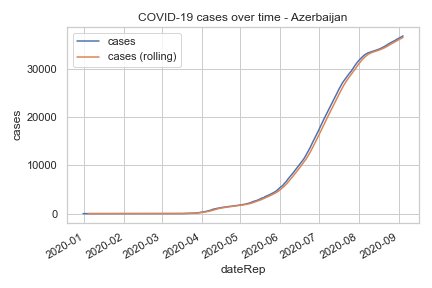 COVID-19 cases over time - Azerbaijan
cases
cases (rolling)
30000
20000
10000
0
cases
2020-01
2020-02
2020-03
2020-04
2020-05
2020-06
2020-07
2020-08
2020-09
dateRep